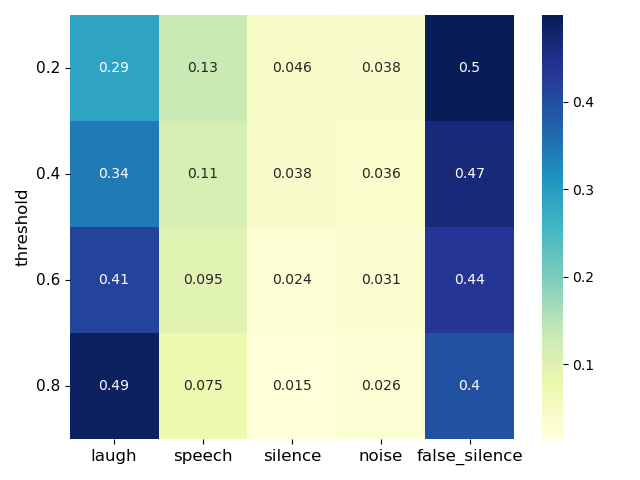 threshold
0.2 0.29 0.13 0.046 0.038 0.5
0.4 0.34 0.11 0.038 0.036 0.47
0.6 0.41 0.095 0.024 0.031 0.44
0.8 0.49 0.075 0.015 0.026 0.4
laugh speech silence noise false_silence
0.4
0.3
0.2
0.1